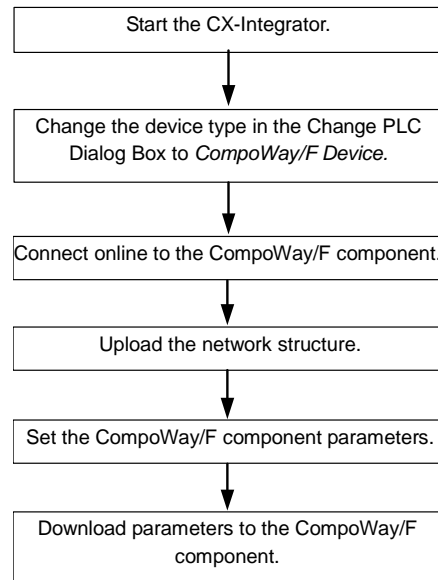 Start the CX-Integrator.
Change the device type in the Change PLC
Dialog Box to CompoWay/F Device.
Connect online to the CompoWay/F component.
Upload the network structure.
Set the CompoWay/F component parameters.
Download parameters to the CompoWay/F
component.